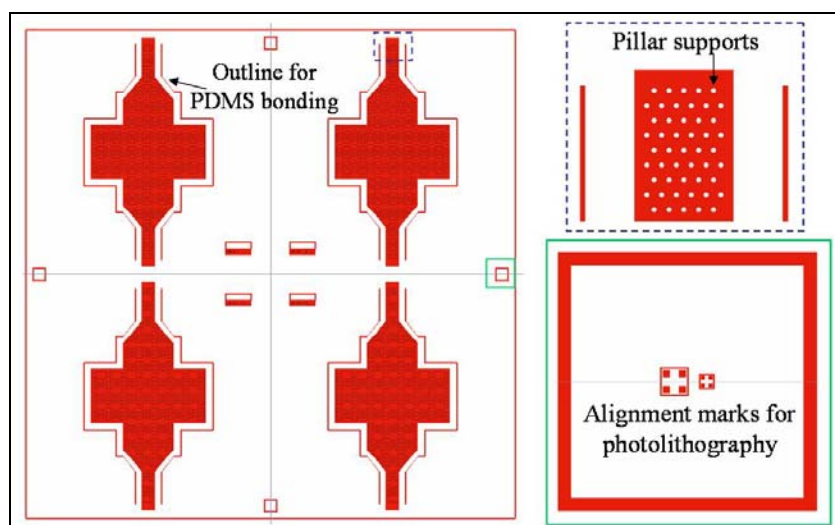 Outline for
PDMS bonding
Pillar supports
Alignment marks for
photolithography